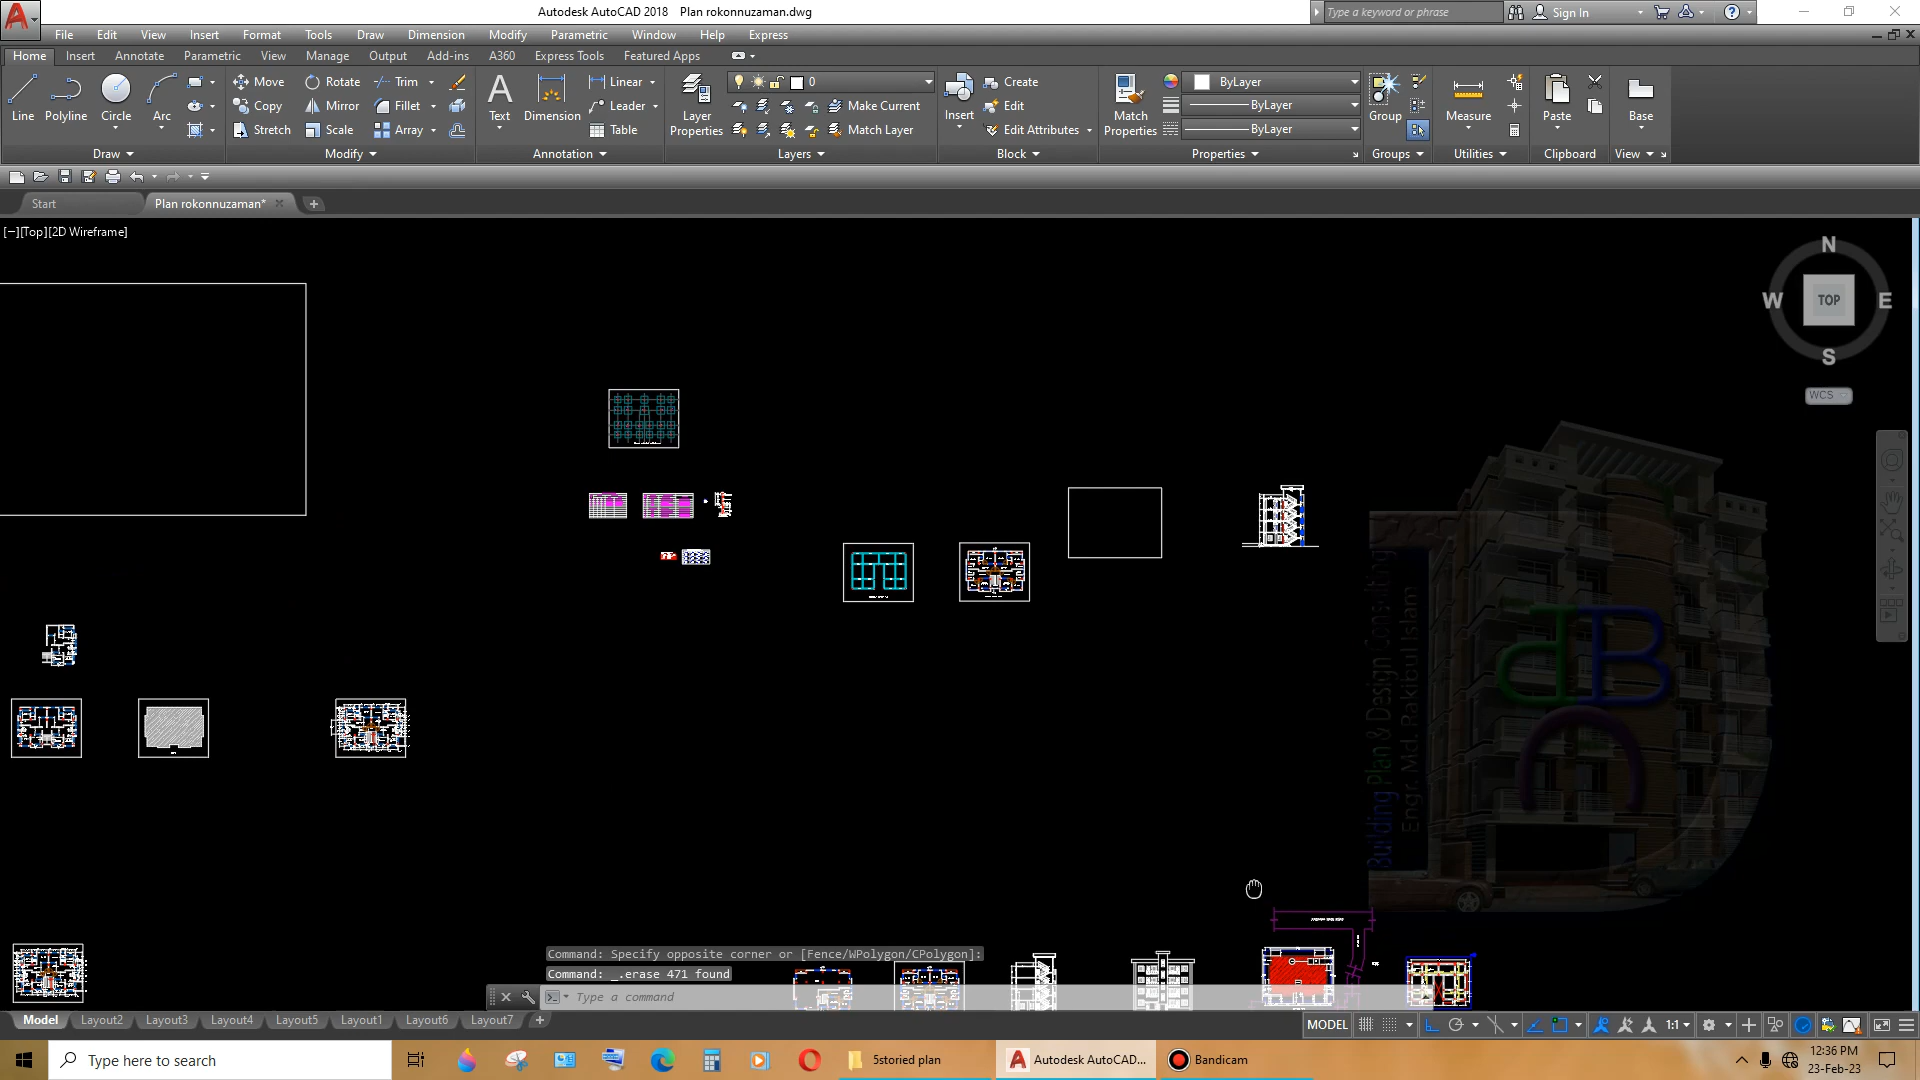 Autodesk AutoCAD 2018 Plan rokonnuzaman.dwg
Type a keyword or phrase
Sign In
File Edit View Insert Format Tools Draw Dimension Modify Parametric Window Help Express
Home Insert Annotate Parametric View Manage Output Add-ins A360 Express Tools Featured Apps
Line Polyline Circle Arc
Move Rotate Trim
Copy Mirror Fillet
Stretch Scale Array
Text Dimension
Linear
Leader
Table
Layer Properties
0
Make Current
Match Layer
Insert
Create
Edit
Edit Attributes
Match Properties
ByLayer
ByLayer
ByLayer
Group
Measure
Paste
Base
Draw Modify Annotation Layers Block Properties Groups Utilities Clipboard View
Start Plan rokonnuzaman*
[−][Top][2D Wireframe]
N
W TOP E
S
WCS
Building Plan & Design Consulting
Engr. Md. Rakibul Islam
Command: Specify opposite corner or [Fence/WPolygon/CPolygon]:
Command: _.erase 471 found
Type a command
Model Layout2 Layout3 Layout4 Layout5 Layout1 Layout6 Layout7
MODEL 1:1
Type here to search
5storied plan
Autodesk AutoCAD...
Bandicam
12:36 PM
23-Feb-23